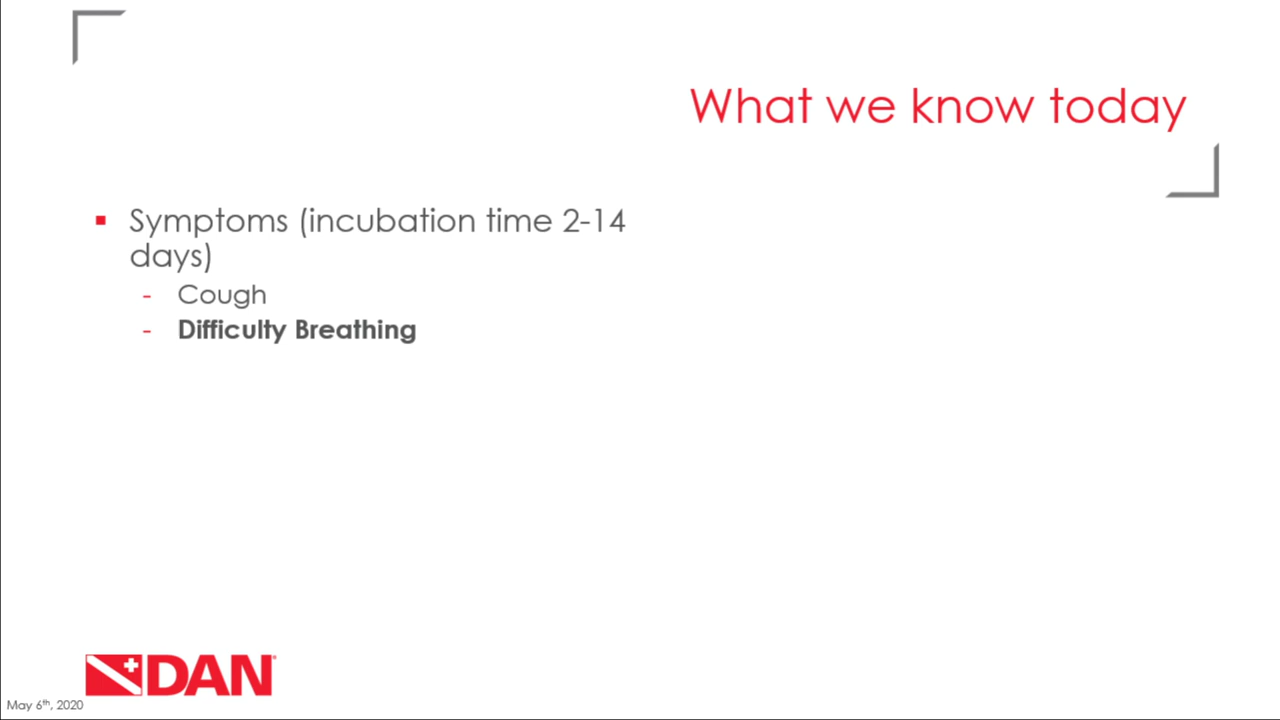 What we know today
▪ Symptoms (incubation time 2-14
days)
- Cough
- Difficulty Breathing
DAN®
May 6th, 2020